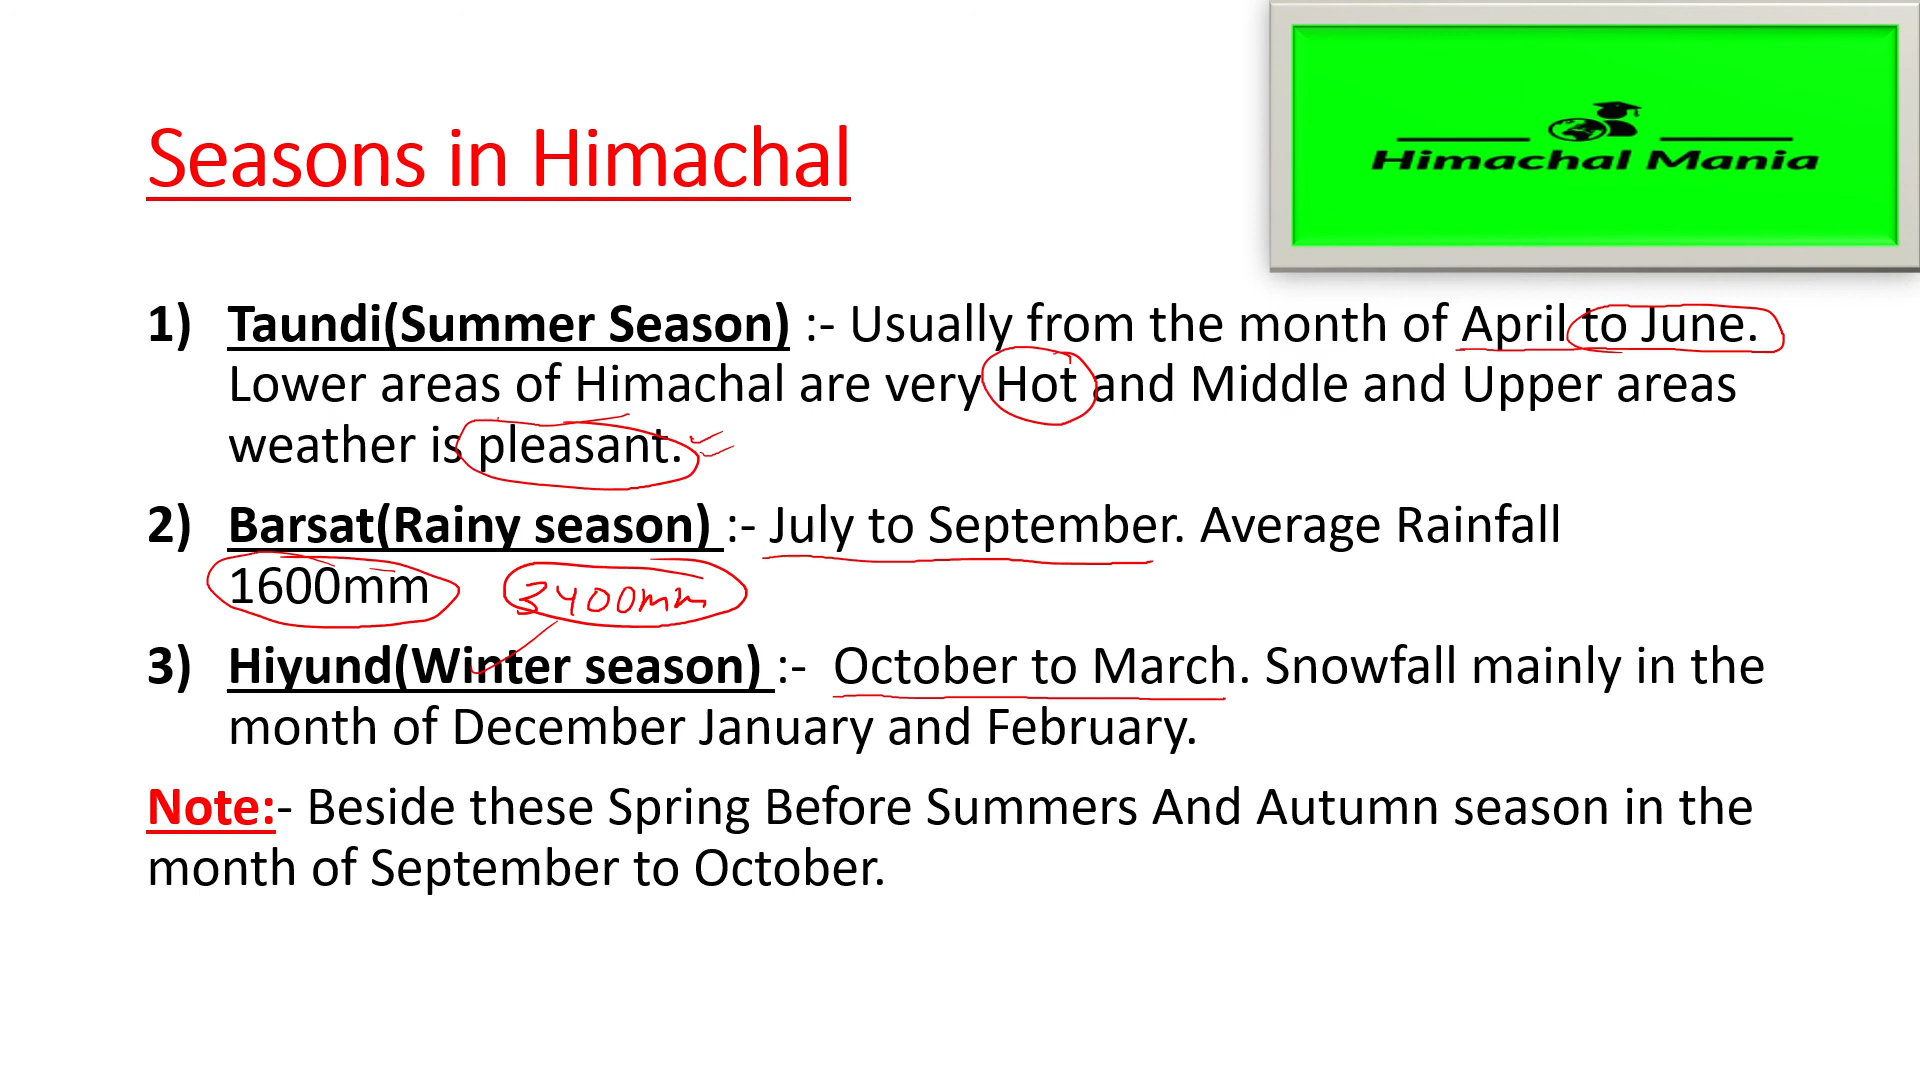 Himachal Mania
Seasons in Himachal
1) Taundi(Summer Season) :- Usually from the month of April to June.
Lower areas of Himachal are very Hot and Middle and Upper areas
weather is pleasant.
2) Barsat(Rainy season) :- July to September. Average Rainfall
1600mm 3400mm
3) Hiyund(Winter season) :- October to March. Snowfall mainly in the
month of December January and February.
Note:- Beside these Spring Before Summers And Autumn season in the
month of September to October.